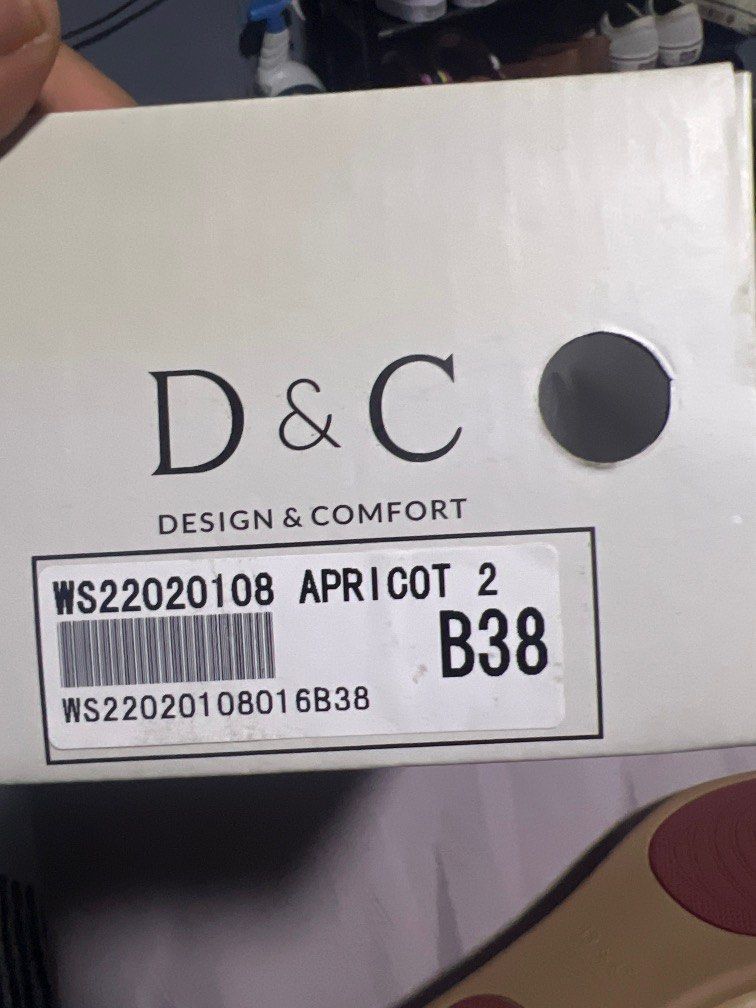 D & C
DESIGN & COMFORT
WS22020108 APRICOT 2
B38
WS22020108016B38